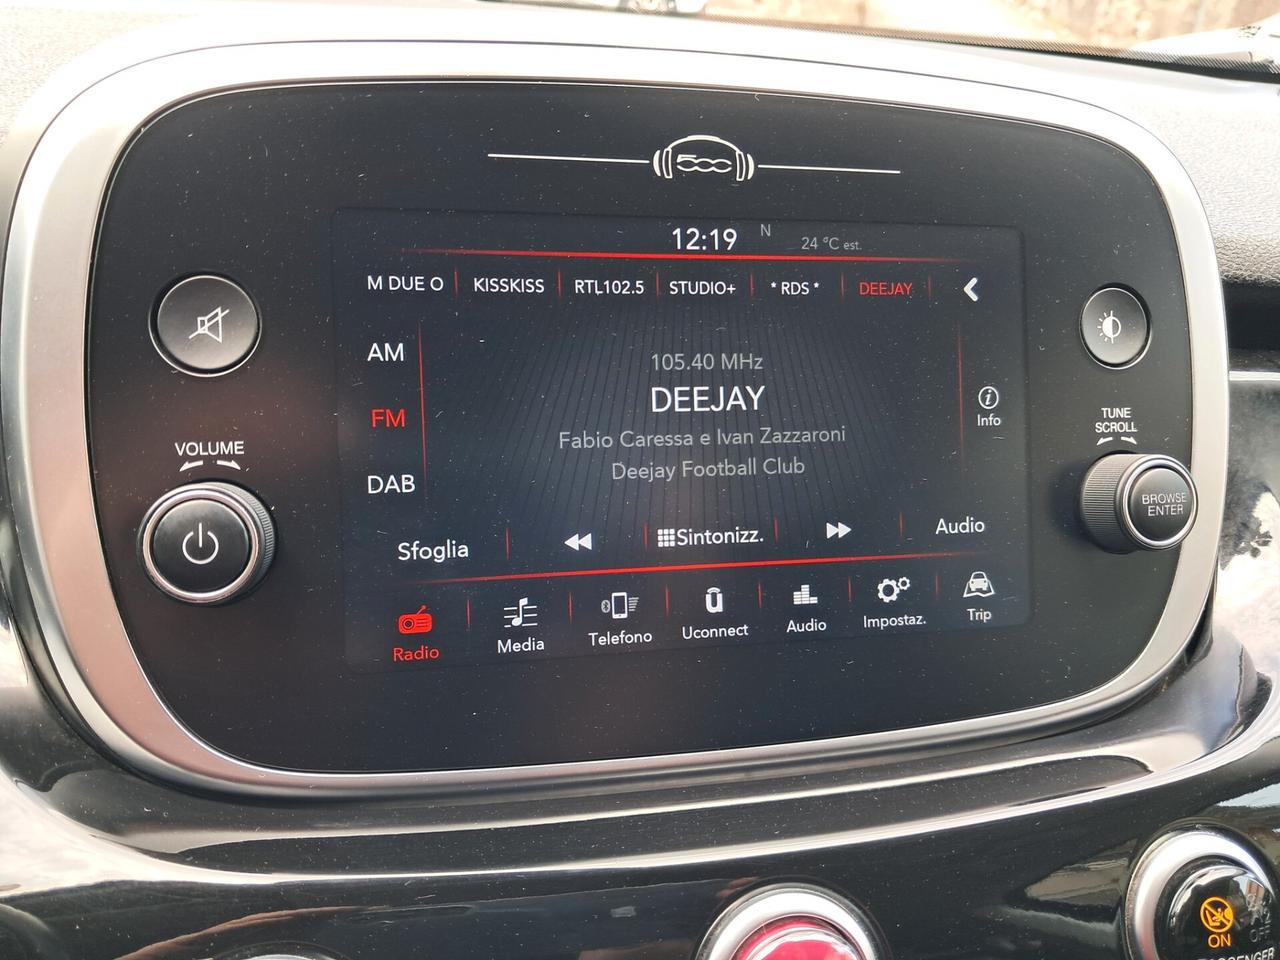 500
12:19 N 24 °C est.
M DUE O KISSKISS RTL102.5 STUDIO+ * RDS * DEEJAY
AM
105.40 MHz
DEEJAY
FM
Info
Fabio Caressa e Ivan Zazzaroni
Deejay Football Club
DAB
Sfoglia Sintonizz. Audio
Radio Media Telefono Uconnect Audio Impostaz. Trip
VOLUME
TUNE
SCROLL
BROWSE
ENTER
ON OFF